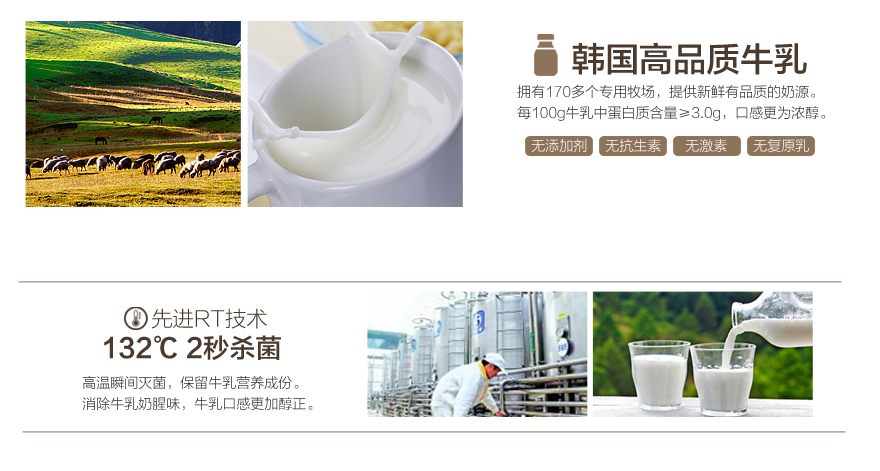 韩国高品质牛乳
拥有170多个专用牧场，提供新鲜有品质的奶源。
每100g牛乳中蛋白质含量≥3.0g，口感更为浓醇。
无添加剂 无抗生素 无激素 无复原乳
先进RT技术
132℃ 2秒杀菌
高温瞬间灭菌，保留牛乳营养成份。
消除牛乳奶腥味，牛乳口感更加醇正。